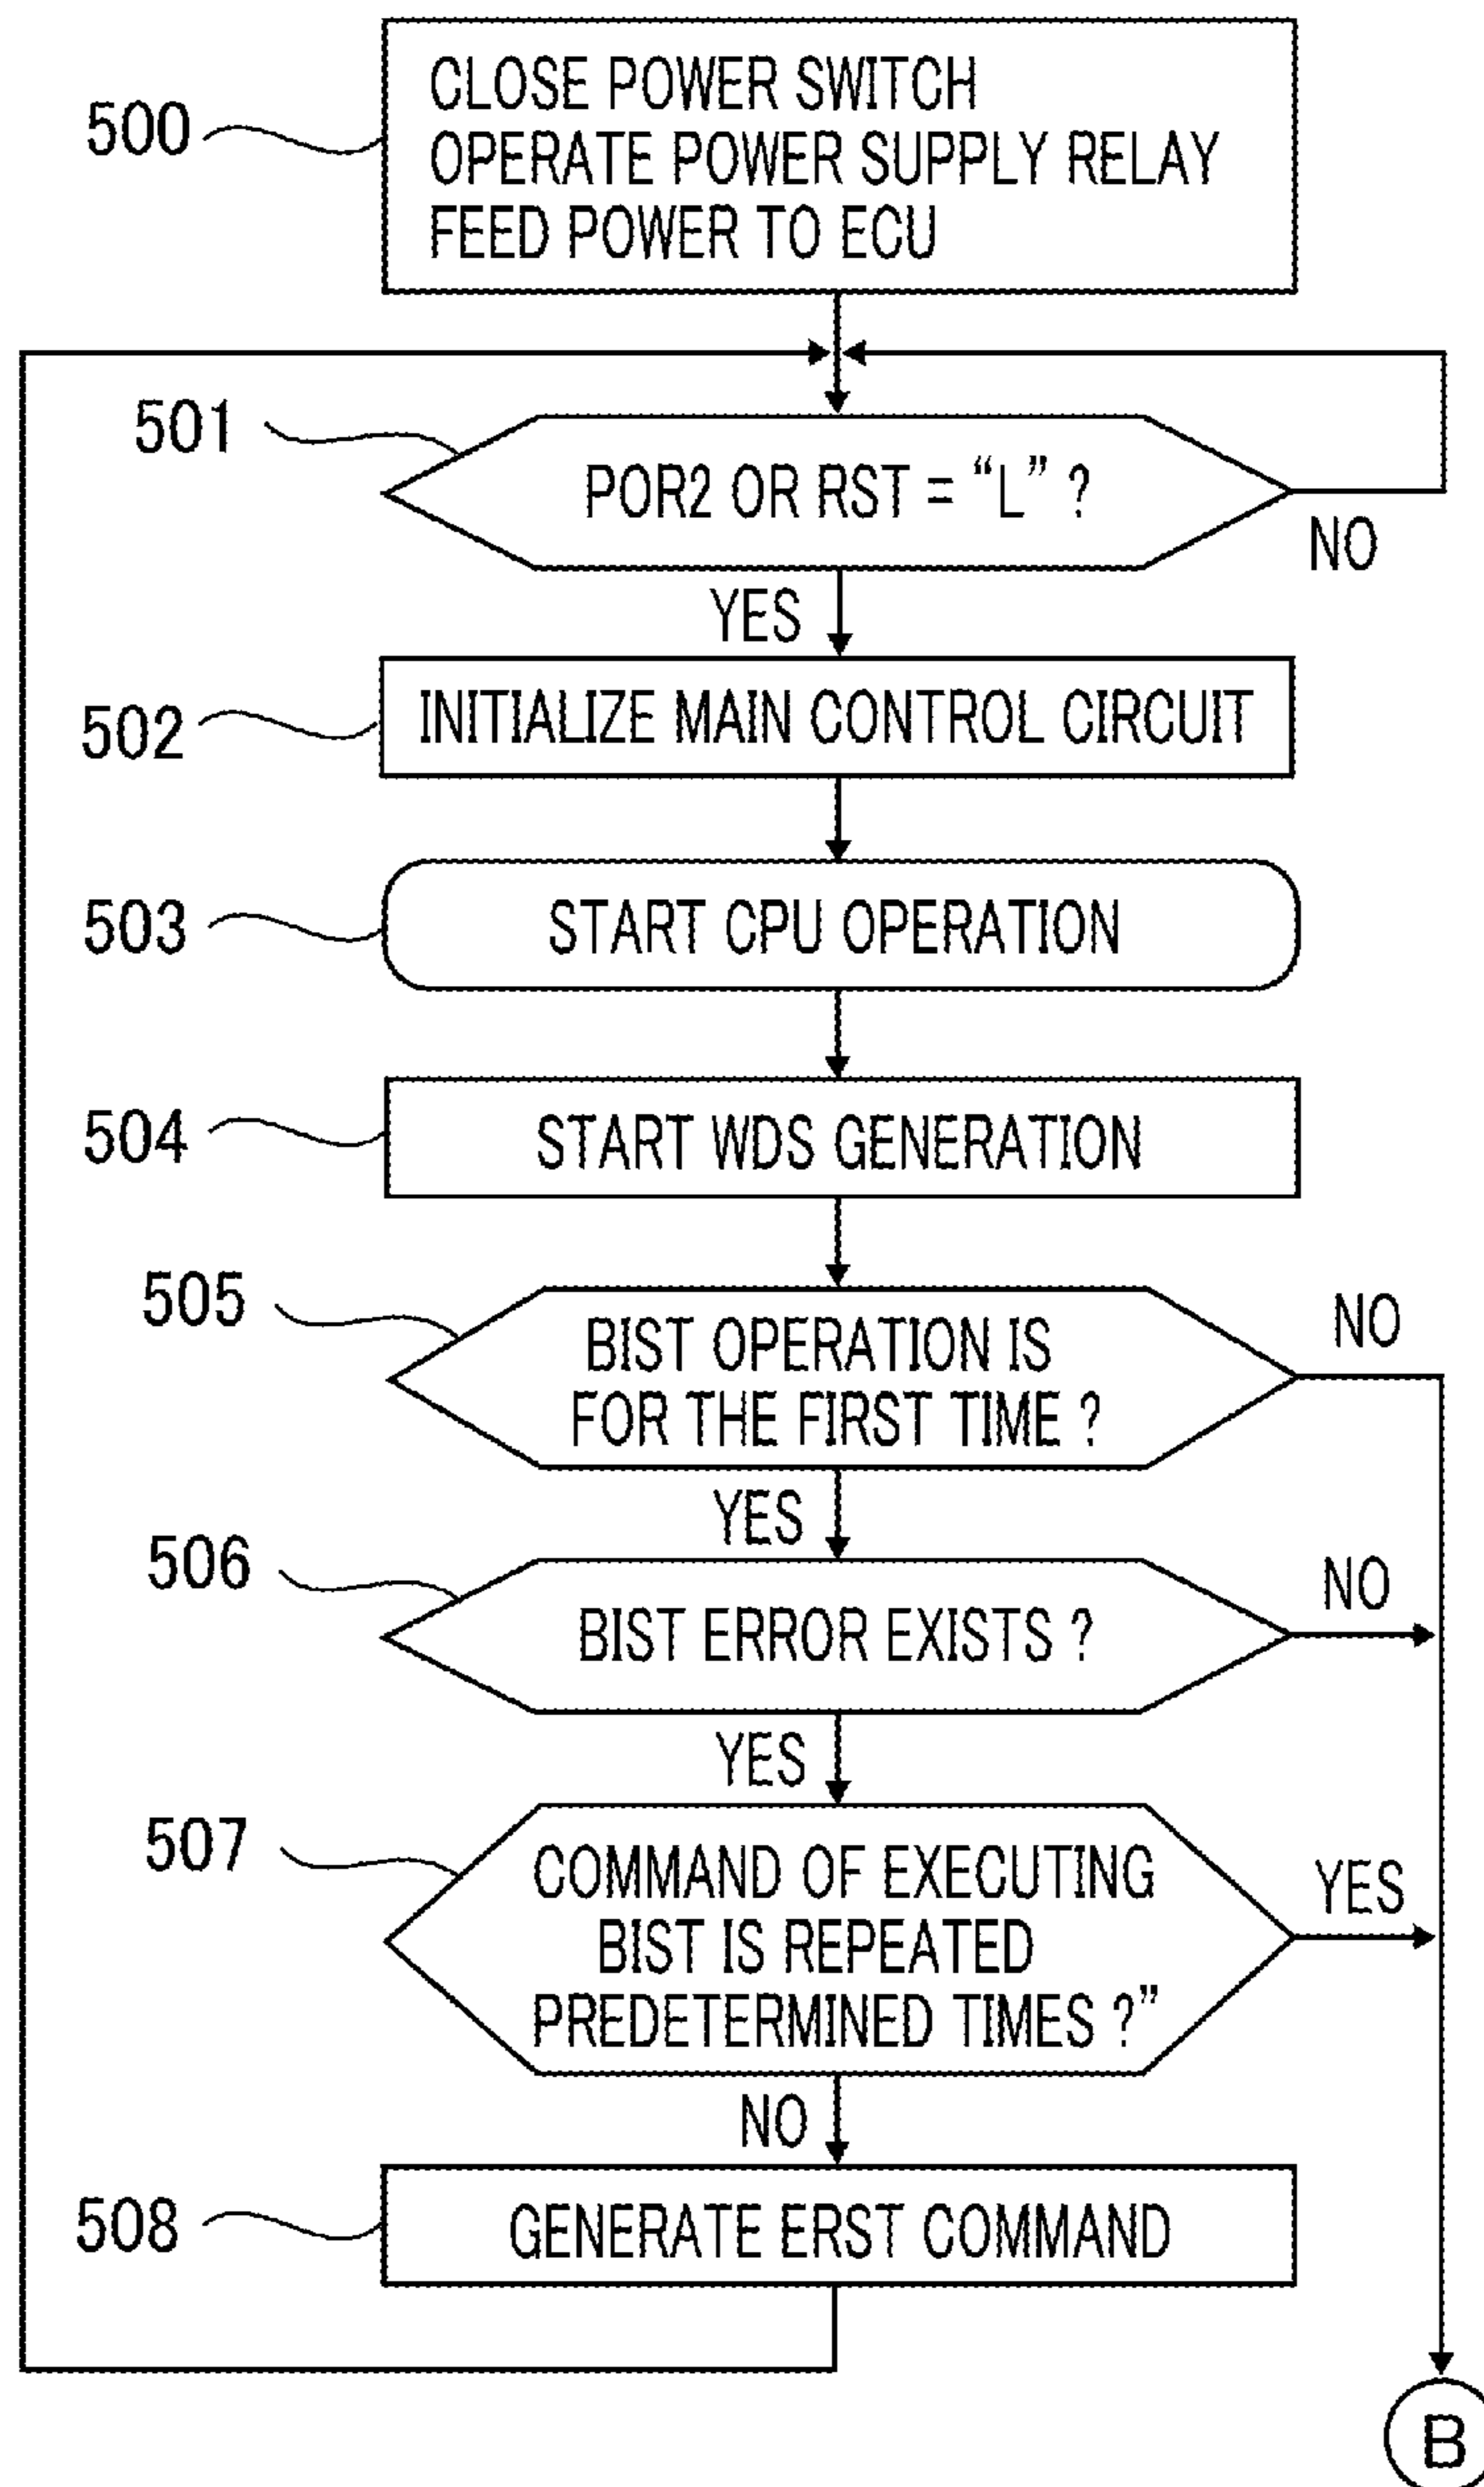 500
CLOSE POWER SWITCH
OPERATE POWER SUPPLY RELAY
FEED POWER TO ECU
501
POR2 OR RST = “L” ?
NO
YES
502
INITIALIZE MAIN CONTROL CIRCUIT
503
START CPU OPERATION
504
START WDS GENERATION
505
BIST OPERATION IS
FOR THE FIRST TIME ?
NO
YES
506
BIST ERROR EXISTS ?
NO
YES
507
COMMAND OF EXECUTING
BIST IS REPEATED
PREDETERMINED TIMES ?”
YES
NO
508
GENERATE ERST COMMAND
B